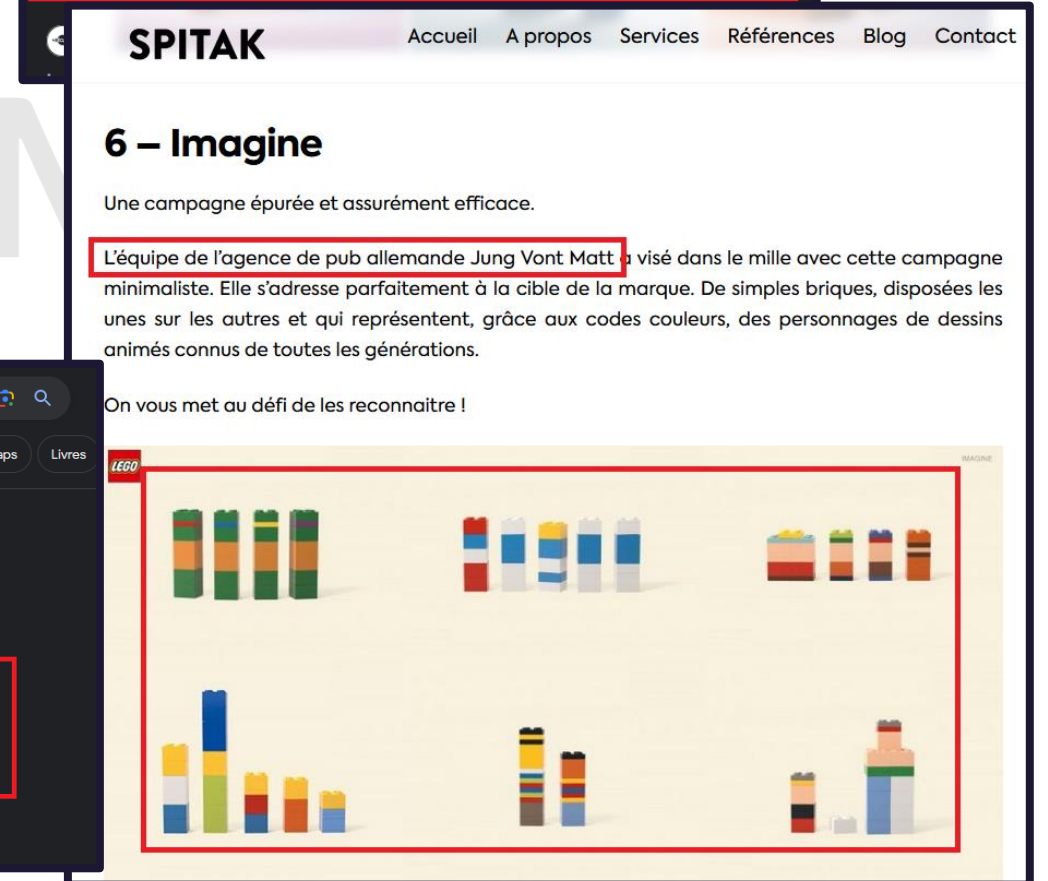 SPITAK
Accueil A propos Services Références Blog Contact
6 – Imagine
Une campagne épurée et assurément efficace.
L'équipe de l'agence de pub allemande Jung Vont Matt a visé dans le mille avec cette campagne
minimaliste. Elle s'adresse parfaitement à la cible de la marque. De simples briques, disposées les
unes sur les autres et qui représentent, grâce aux codes couleurs, des personnages de dessins
animés connus de toutes les générations.
On vous met au défi de les reconnaitre !
Livres
LEGO
IMAGINE